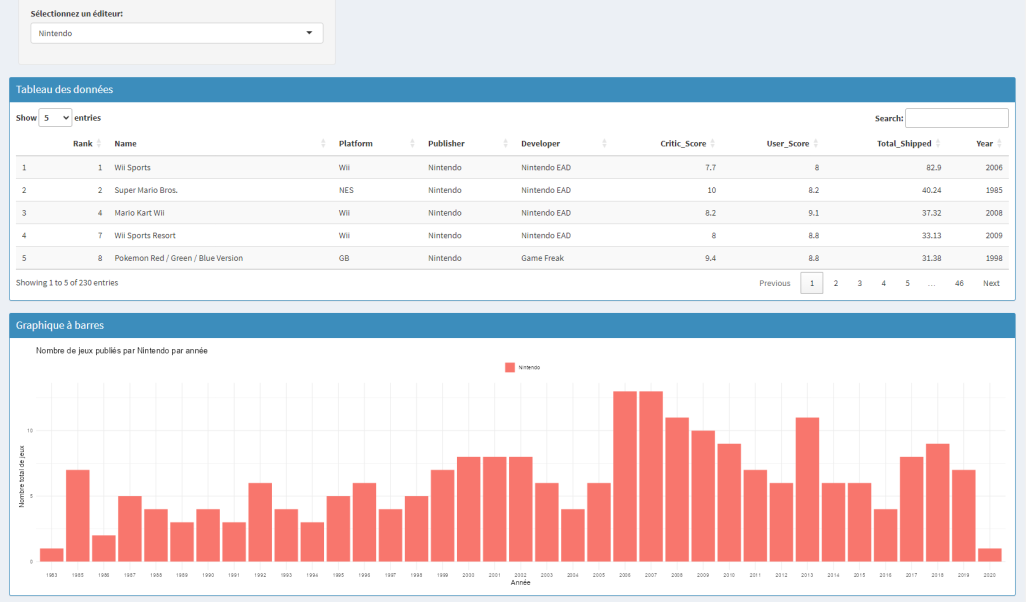 Sélectionnez un éditeur:
Nintendo
Tableau des données
Show 5 entries Search:
Rank Name Platform Publisher Developer Critic_Score User_Score Total_Shipped Year
1 1 Wii Sports Wii Nintendo Nintendo EAD 7.7 8 82.9 2006
2 2 Super Mario Bros. NES Nintendo Nintendo EAD 10 8.2 40.24 1985
3 4 Mario Kart Wii Wii Nintendo Nintendo EAD 8.2 9.1 37.32 2008
4 7 Wii Sports Resort Wii Nintendo Nintendo EAD 8 8.8 33.13 2009
5 8 Pokemon Red / Green / Blue Version GB Nintendo Game Freak 9.4 8.8 31.38 1998
Showing 1 to 5 of 230 entries Previous 1 2 3 4 5 … 46 Next
Graphique à barres
Nombre de jeux publiés par Nintendo par année
Nintendo
Nombre total de jeux
10
5
0
1983 1985 1986 1987 1988 1989 1990 1991 1992 1993 1994 1995 1996 1997 1998 1999 2000 2001 2002 2003 2004 2005 2006 2007 2008 2009 2010 2011 2012 2013 2014 2015 2016 2017 2018 2019 2020
Année